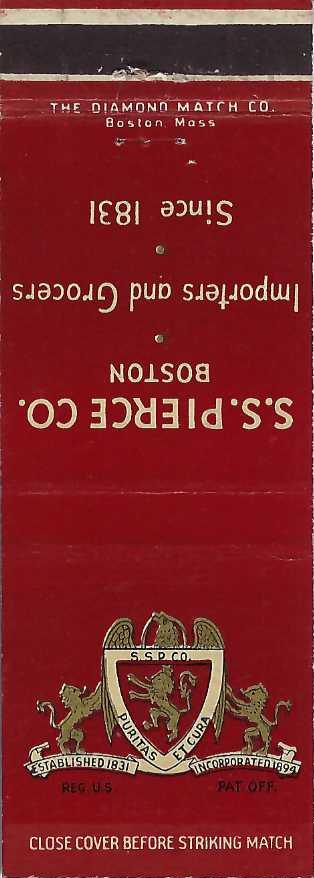 THE DIAMOND MATCH CO.
Boston, Mass
S.S. PIERCE CO.
BOSTON
Importers and Grocers
Since 1831
S.S.P. CO.
PURITAS ET CURA
ESTABLISHED 1831
INCORPORATED 1894
REG. U.S. PAT. OFF.
CLOSE COVER BEFORE STRIKING MATCH